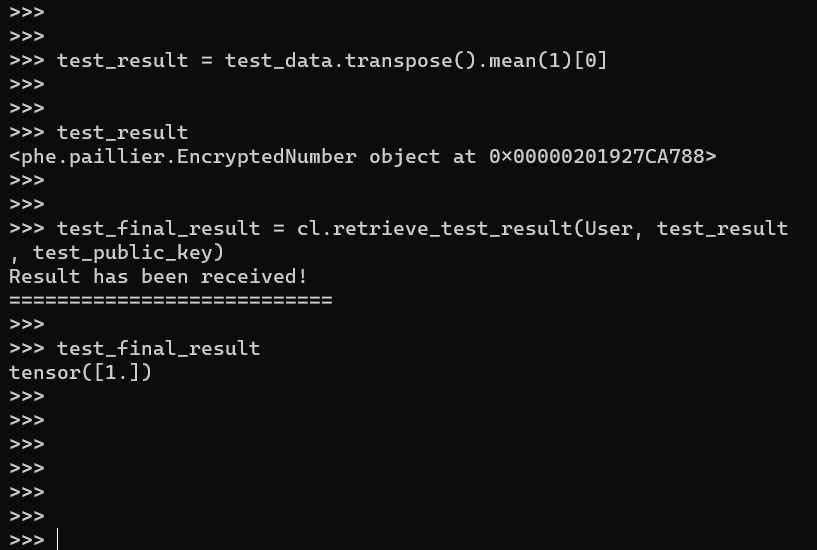 >>>
>>>
>>> test_result = test_data.transpose().mean(1)[0]
>>>
>>>
>>> test_result
<phe.paillier.EncryptedNumber object at 0x00000201927CA788>
>>>
>>>
>>> test_final_result = cl.retrieve_test_result(User, test_result
, test_public_key)
Result has been received!
===========================
>>>
>>> test_final_result
tensor([1.])
>>>
>>>
>>>
>>>
>>>
>>>
>>>